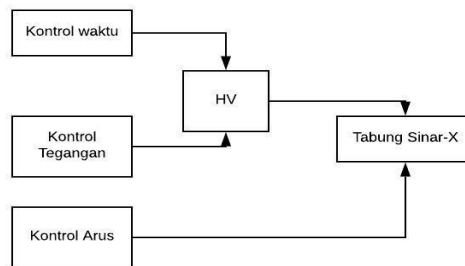 Kontrol waktu
HV
Kontrol
Tegangan
Tabung Sinar-X
Kontrol Arus